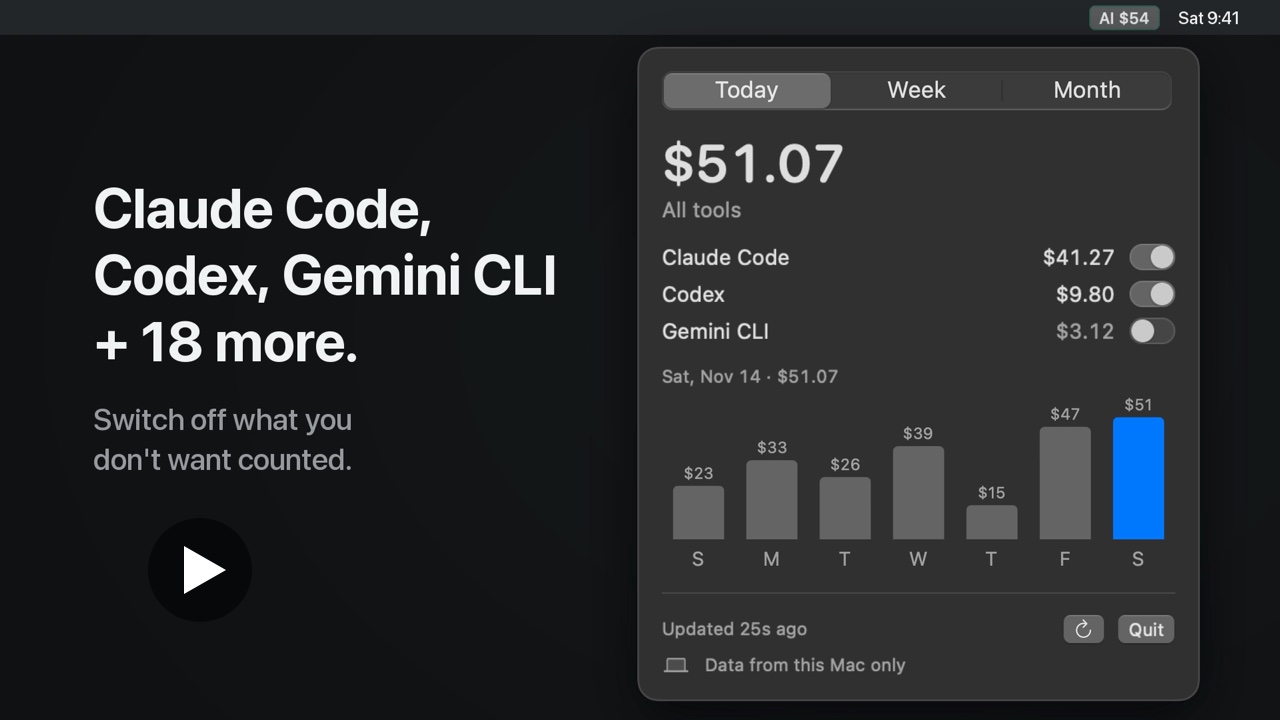 AI $54 Sat 9:41
Claude Code,
Codex, Gemini CLI
+ 18 more.
Switch off what you
don't want counted.
Today Week Month
$51.07
All tools
Claude Code $41.27
Codex $9.80
Gemini CLI $3.12
Sat, Nov 14 · $51.07
$23 $33 $26 $39 $15 $47 $51
S M T W T F S
Updated 25s ago Quit
Data from this Mac only